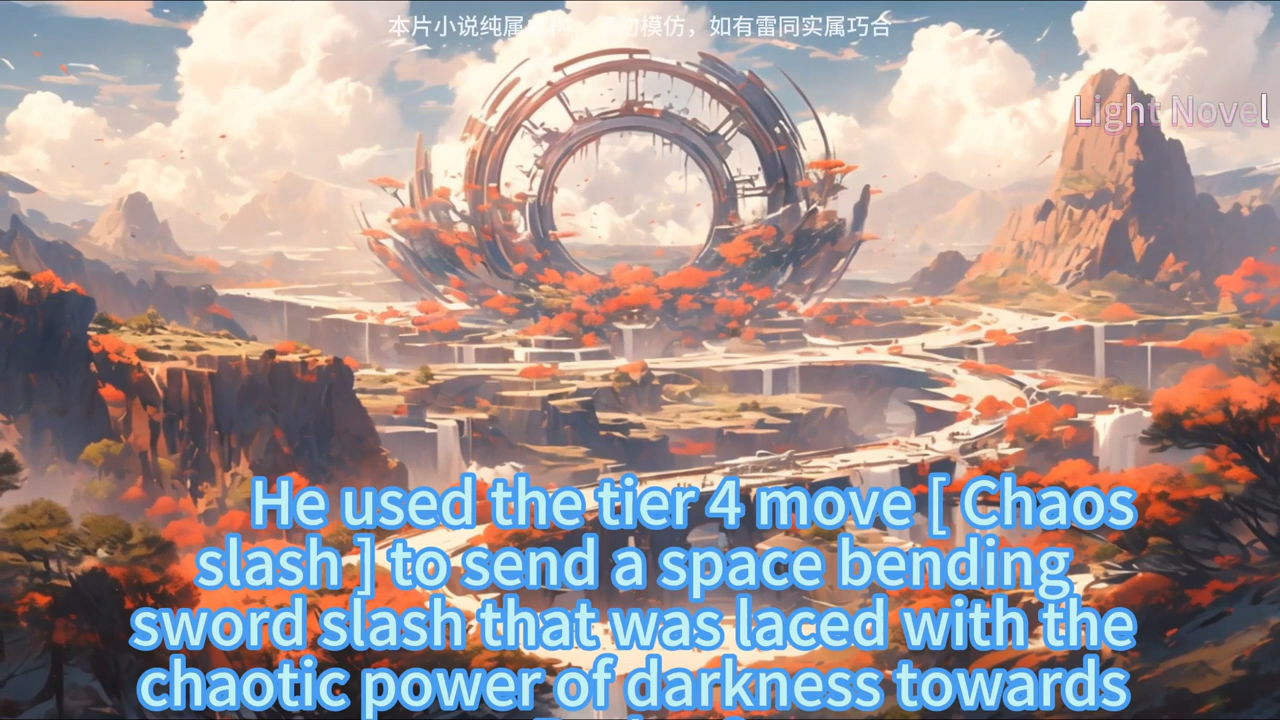 本片小说纯属 勿模仿，如有雷同实属巧合
Light Novel
He used the tier 4 move [ Chaos
slash ] to send a space bending
sword slash that was laced with the
chaotic power of darkness towards